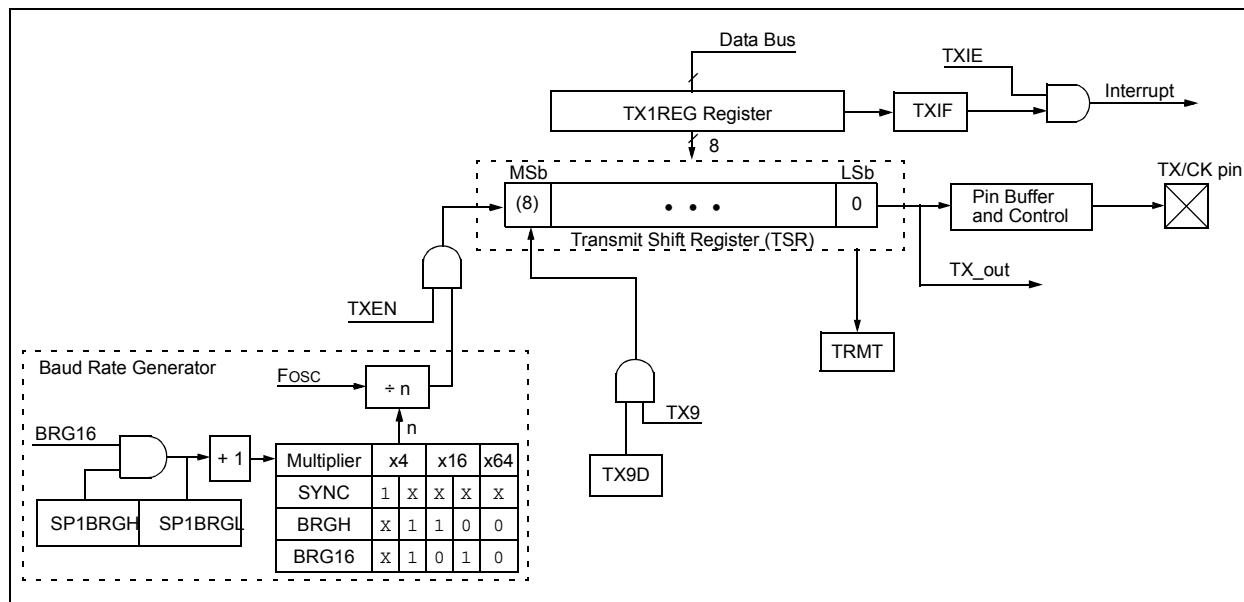 Data Bus
TXIE
Interrupt
TX1REG Register
TXIF
8
MSb
LSb
TX/CK pin
(8)
• • •
0
Pin Buffer
and Control
Transmit Shift Register (TSR)
TX_out
TXEN
TRMT
Baud Rate Generator
FOSC
÷ n
TX9
n
BRG16
+ 1
Multiplier x4 x16 x64
TX9D
SYNC 1 X X X X
SP1BRGH SP1BRGL
BRGH X 1 1 0 0
BRG16 X 1 0 1 0